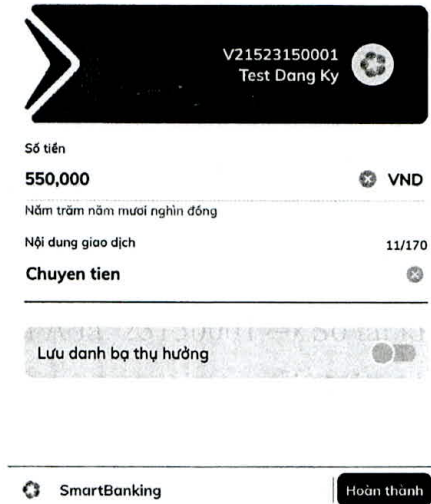 V21523150001
Test Dang Ky
Số tiền
550,000 VND
Năm trăm năm mươi nghìn đồng
Nội dung giao dịch 11/170
Chuyen tien
Lưu danh bạ thụ hưởng
SmartBanking Hoàn thành